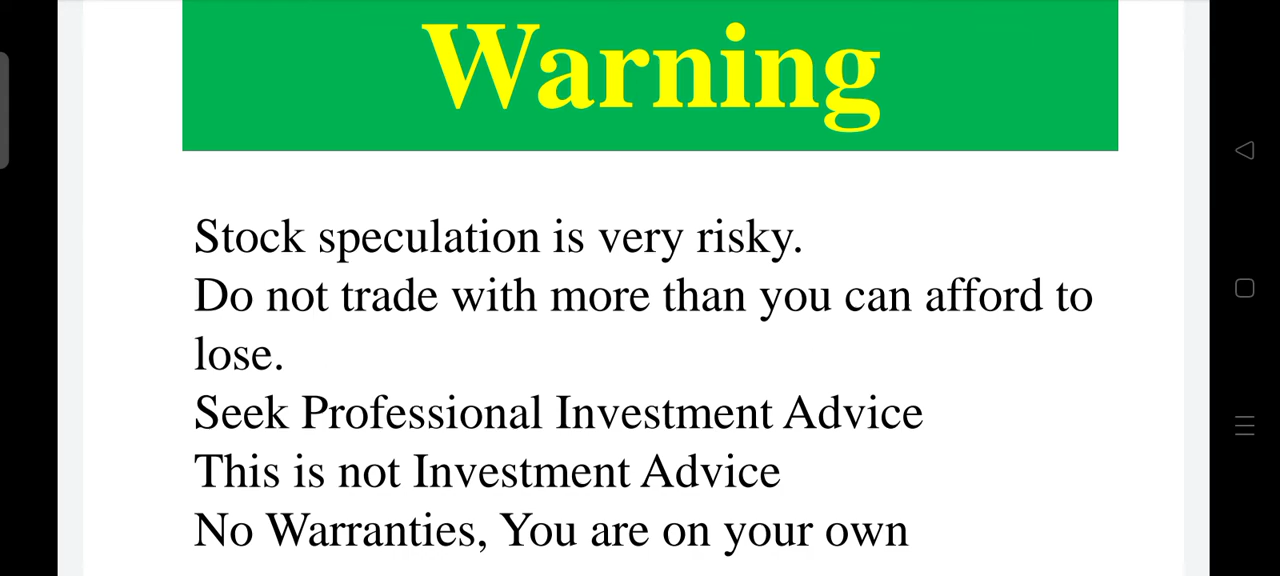 Warning
Stock speculation is very risky.
Do not trade with more than you can afford to
lose.
Seek Professional Investment Advice
This is not Investment Advice
No Warranties, You are on your own